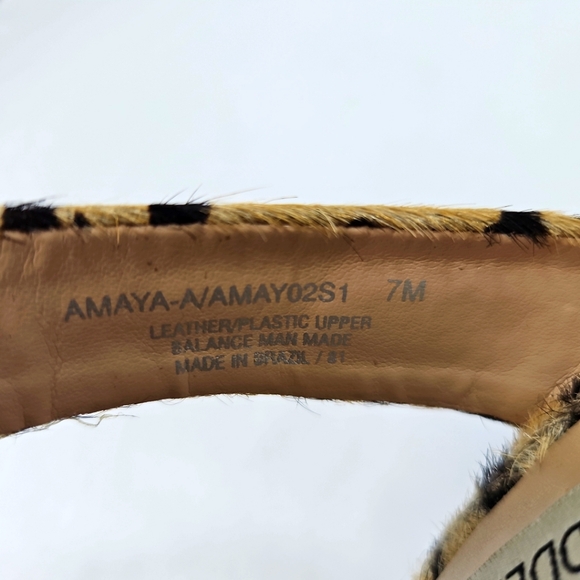 AMAYA-A/AMAY02S1 7M
LEATHER/PLASTIC UPPER
BALANCE MAN MADE
MADE IN BRAZIL / 81